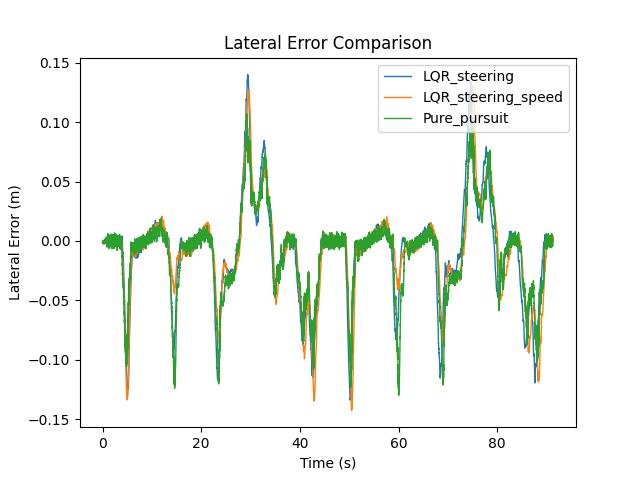 Lateral Error Comparison
LQR_steering
LQR_steering_speed
Pure_pursuit
0.15
0.10
0.05
0.00
−0.05
−0.10
−0.15
Lateral Error (m)
0
20
40
60
80
Time (s)